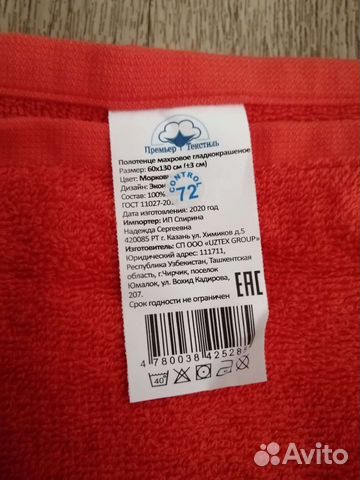 Премьер Текстиль
Полотенце махровое гладкокрашеное
Размер: 60х130 см (±3 см)
Цвет:
Дизайн:
Состав: 100%
ГОСТ 11027-20
CONTROL
72
Дата изготовления: 2020 год
Импортер: ИП Спирина
Надежда Сергеевна
420085 РТ г. Казань ул. Химиков д.5
Изготовитель: СП ООО «UZTEX GROUP»
Юридический адрес: 111711,
Республика Узбекистан, Ташкентская
область, г.Чирчик, поселок
Юмалок, ул. Вохид Кадирова,
207.
Срок годности не ограничен
EAC
4 780038 42528
40
Avito